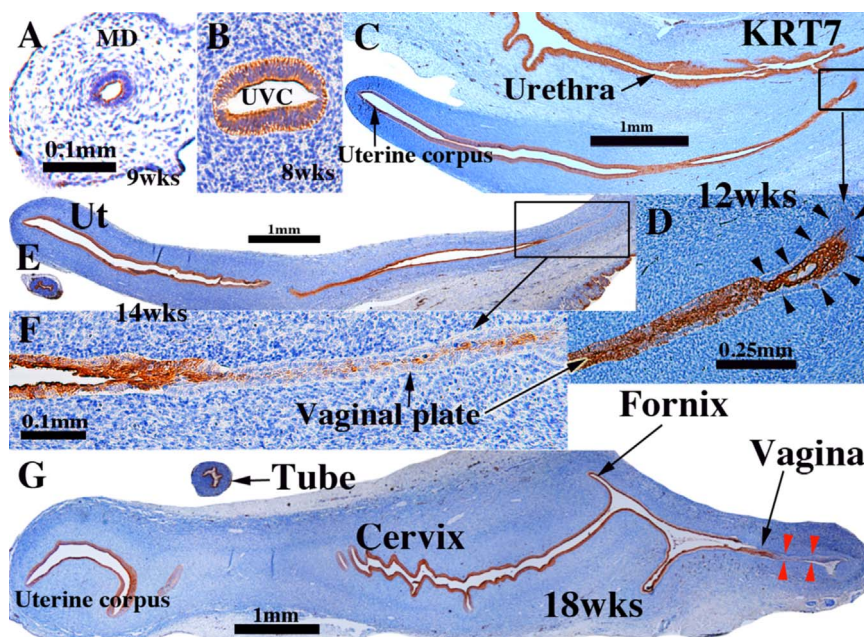 A
MD
0.1mm
9wks
B
UVC
8wks
C
KRT7
Urethra
1mm
Uterine corpus
12wks
D
0.25mm
Ut
1mm
E
14wks
F
0.1mm
Vaginal plate
Fornix
Vagina
G
Tube
Cervix
Uterine corpus
1mm
18wks